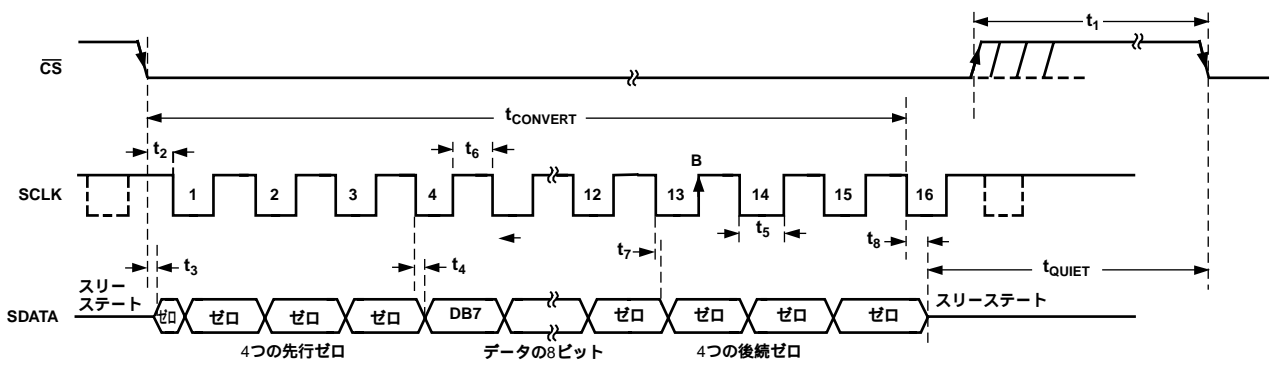 t1
CS
tCONVERT
t2
t6
B
SCLK
1
2
3
4
12
13
14
15
16
t5
t7
t8
t3
t4
tQUIET
スリー
ステート
スリーステート
SDATA
ゼロ
ゼロ
ゼロ
ゼロ
DB7
ゼロ
ゼロ
ゼロ
ゼロ
4つの先行ゼロ
データの8ビット
4つの後続ゼロ